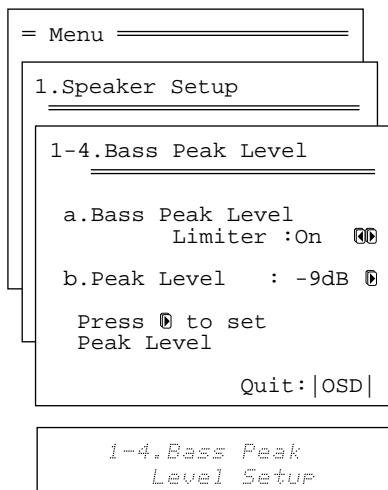 = Menu
1.Speaker Setup
1-4.Bass Peak Level
a.Bass Peak Level
Limiter :On
b.Peak Level : -9dB
Press to set
Peak Level
Quit:|OSD|
1-4.Bass Peak
Level Setup